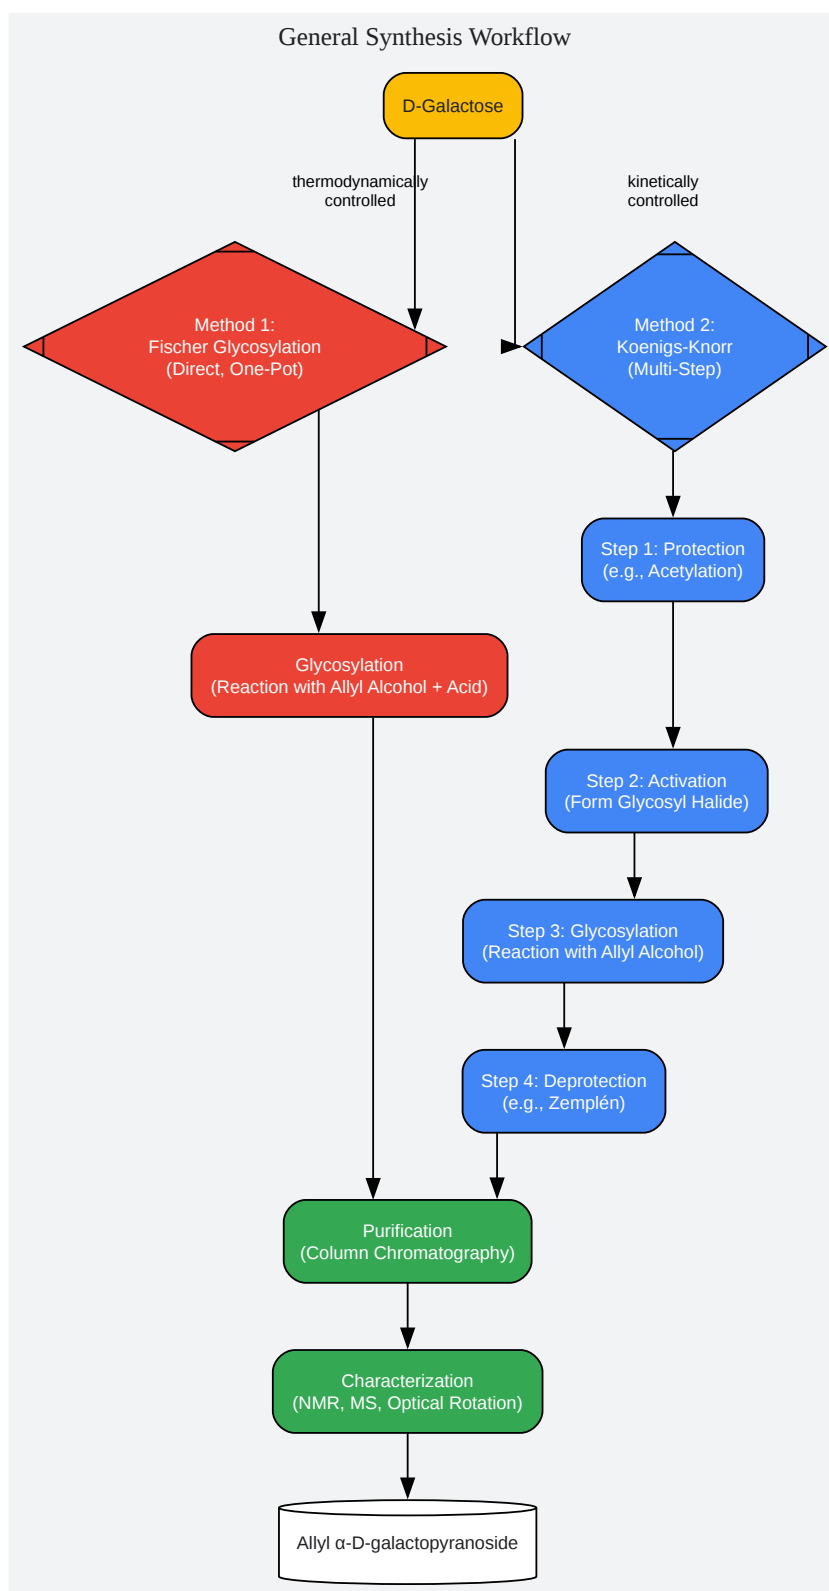 General Synthesis Workflow
D-Galactose
thermodynamically
controlled
kinetically
controlled
Method 1:
Fischer Glycosylation
(Direct, One-Pot)
Method 2:
Koenigs-Knorr
(Multi-Step)
Step 1: Protection
(e.g., Acetylation)
Glycosylation
(Reaction with Allyl Alcohol + Acid)
Step 2: Activation
(Form Glycosyl Halide)
Step 3: Glycosylation
(Reaction with Allyl Alcohol)
Step 4: Deprotection
(e.g., Zemplén)
Purification
(Column Chromatography)
Characterization
(NMR, MS, Optical Rotation)
Allyl α-D-galactopyranoside